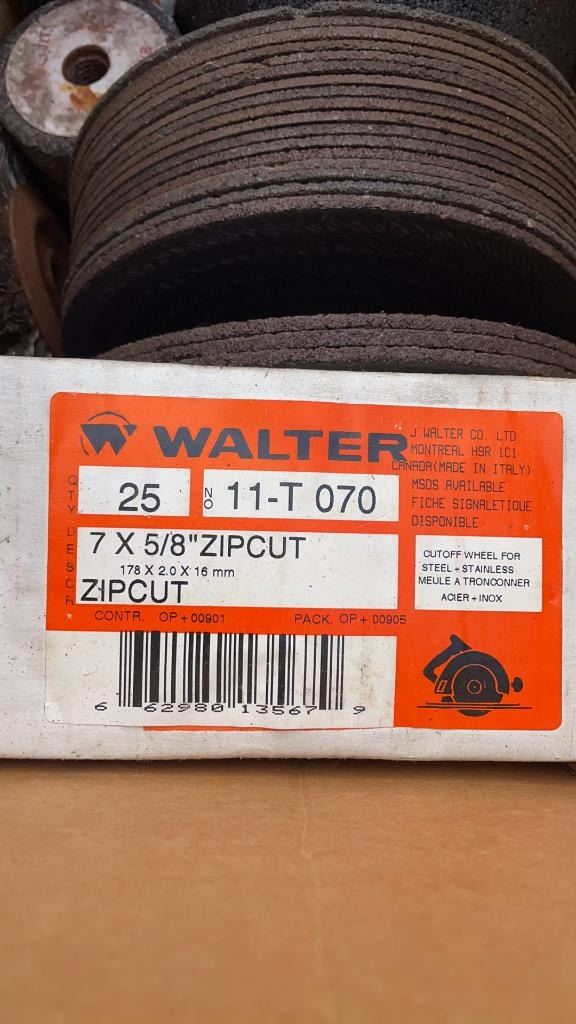 WALTER
J. WALTER CO. LTD.
MONTREAL H9R 1C1
CANADA(MADE IN ITALY)
MSDS AVAILABLE
FICHE SIGNALETIQUE
DISPONIBLE
QTY 25 NO 11-T 070
DESCR
7 X 5/8" ZIPCUT
178 X 2.0 X 16 mm
ZIPCUT
CUTOFF WHEEL FOR
STEEL + STAINLESS
MEULE A TRONCONNER
ACIER + INOX
CONTR. OP + 00901 PACK. OP + 00905
6 62980 13567 9